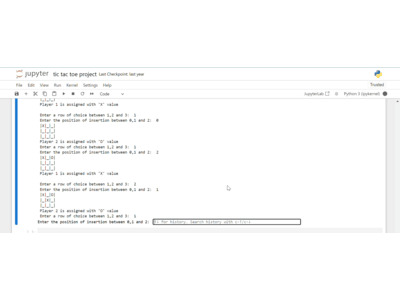 jupyter tic tac toe project Last Checkpoint: last year
File Edit View Run Kernel Settings Help Trusted
Code JupyterLab Python 3 (ipykernel)
|_|_|_|
Player 1 is assigned with 'X' value
Enter a row of choice between 1,2 and 3: 1
Enter the position of insertion between 0,1 and 2: 0
|X|_|_|
|_|_|_|
|_|_|_|
Player 2 is assigned with 'O' value
Enter a row of choice between 1,2 and 3: 1
Enter the position of insertion between 0,1 and 2: 2
|X|_|O|
|_|_|_|
|_|_|_|
Player 1 is assigned with 'X' value
Enter a row of choice between 1,2 and 3: 2
Enter the position of insertion between 0,1 and 2: 1
|X|_|O|
|_|X|_|
|_|_|_|
Player 2 is assigned with 'O' value
Enter a row of choice between 1,2 and 3: 1
Enter the position of insertion between 0,1 and 2: for history. Search history with